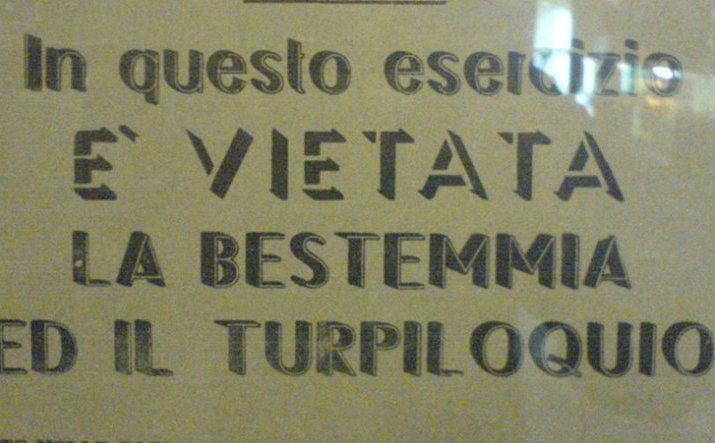 In questo esercizio
E' VIETATA
LA BESTEMMIA
ED IL TURPILOQUIO